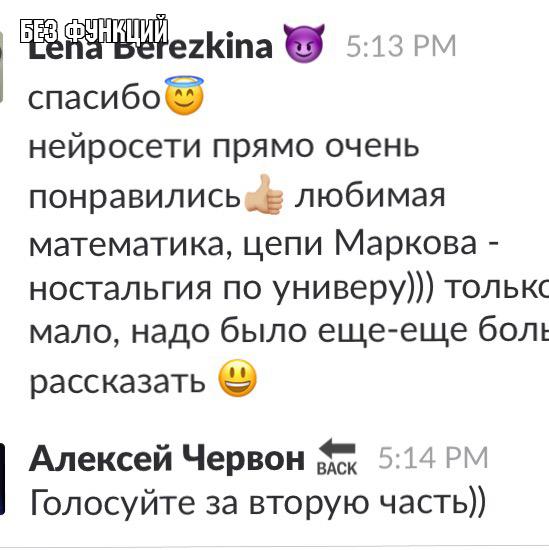 БЕЗ ФУНКЦИЙ
Lena Berezkina 😈 5:13 PM
спасибо😇
нейросети прямо очень
понравились👍🏼 любимая
математика, цепи Маркова -
ностальгия по универу))) только
мало, надо было еще-еще боль
рассказать 😃
Алексей Червон 🔙 5:14 PM
Голосуйте за вторую часть))